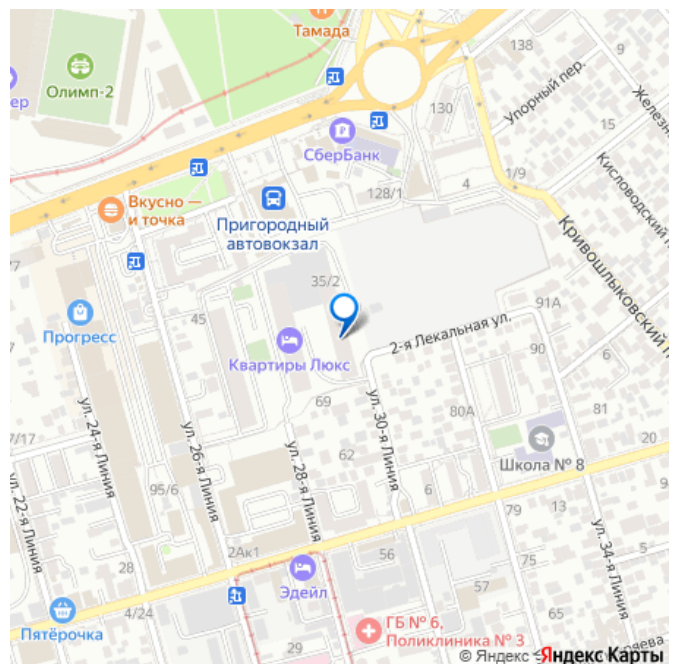 Тамада
138
9
Упорный пер.
Олимп-2
ер
130
15
СберБанк
1/9
4
128/1
Вкусно —
и точка
Пригородный
автовокзал
35/2
91А
2-я Лекальная ул.
Прогресс
45
Квартиры Люкс
90
69
80А
81
7/17
ул. 24-я Линия
ул. 26-я Линия
ул. 28-я Линия
ул. 30-я Линия
ул. 22-я Линия
62
Школа № 8
20
95/6
6
79
2Ак1
56
75
ул. 34-я Линия
28
Эдейл
57
4/24
65
Пятёрочка
ГБ № 6,
Поликлиника № 3
29
63
© Яндекс
Яндекс Карты